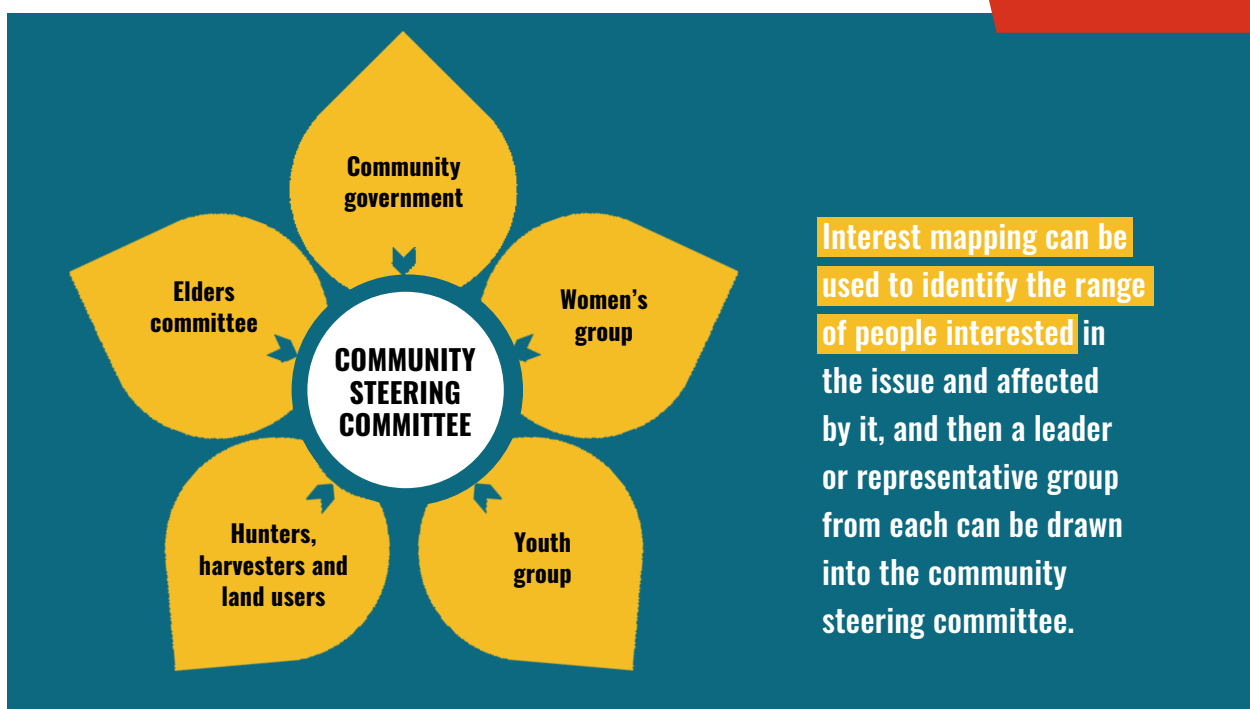 Community
government
Elders
committee
Women’s
group
COMMUNITY
STEERING
COMMITTEE
Hunters,
harvesters and
land users
Youth
group
Interest mapping can be
used to identify the range
of people interested in
the issue and affected
by it, and then a leader
or representative group
from each can be drawn
into the community
steering committee.